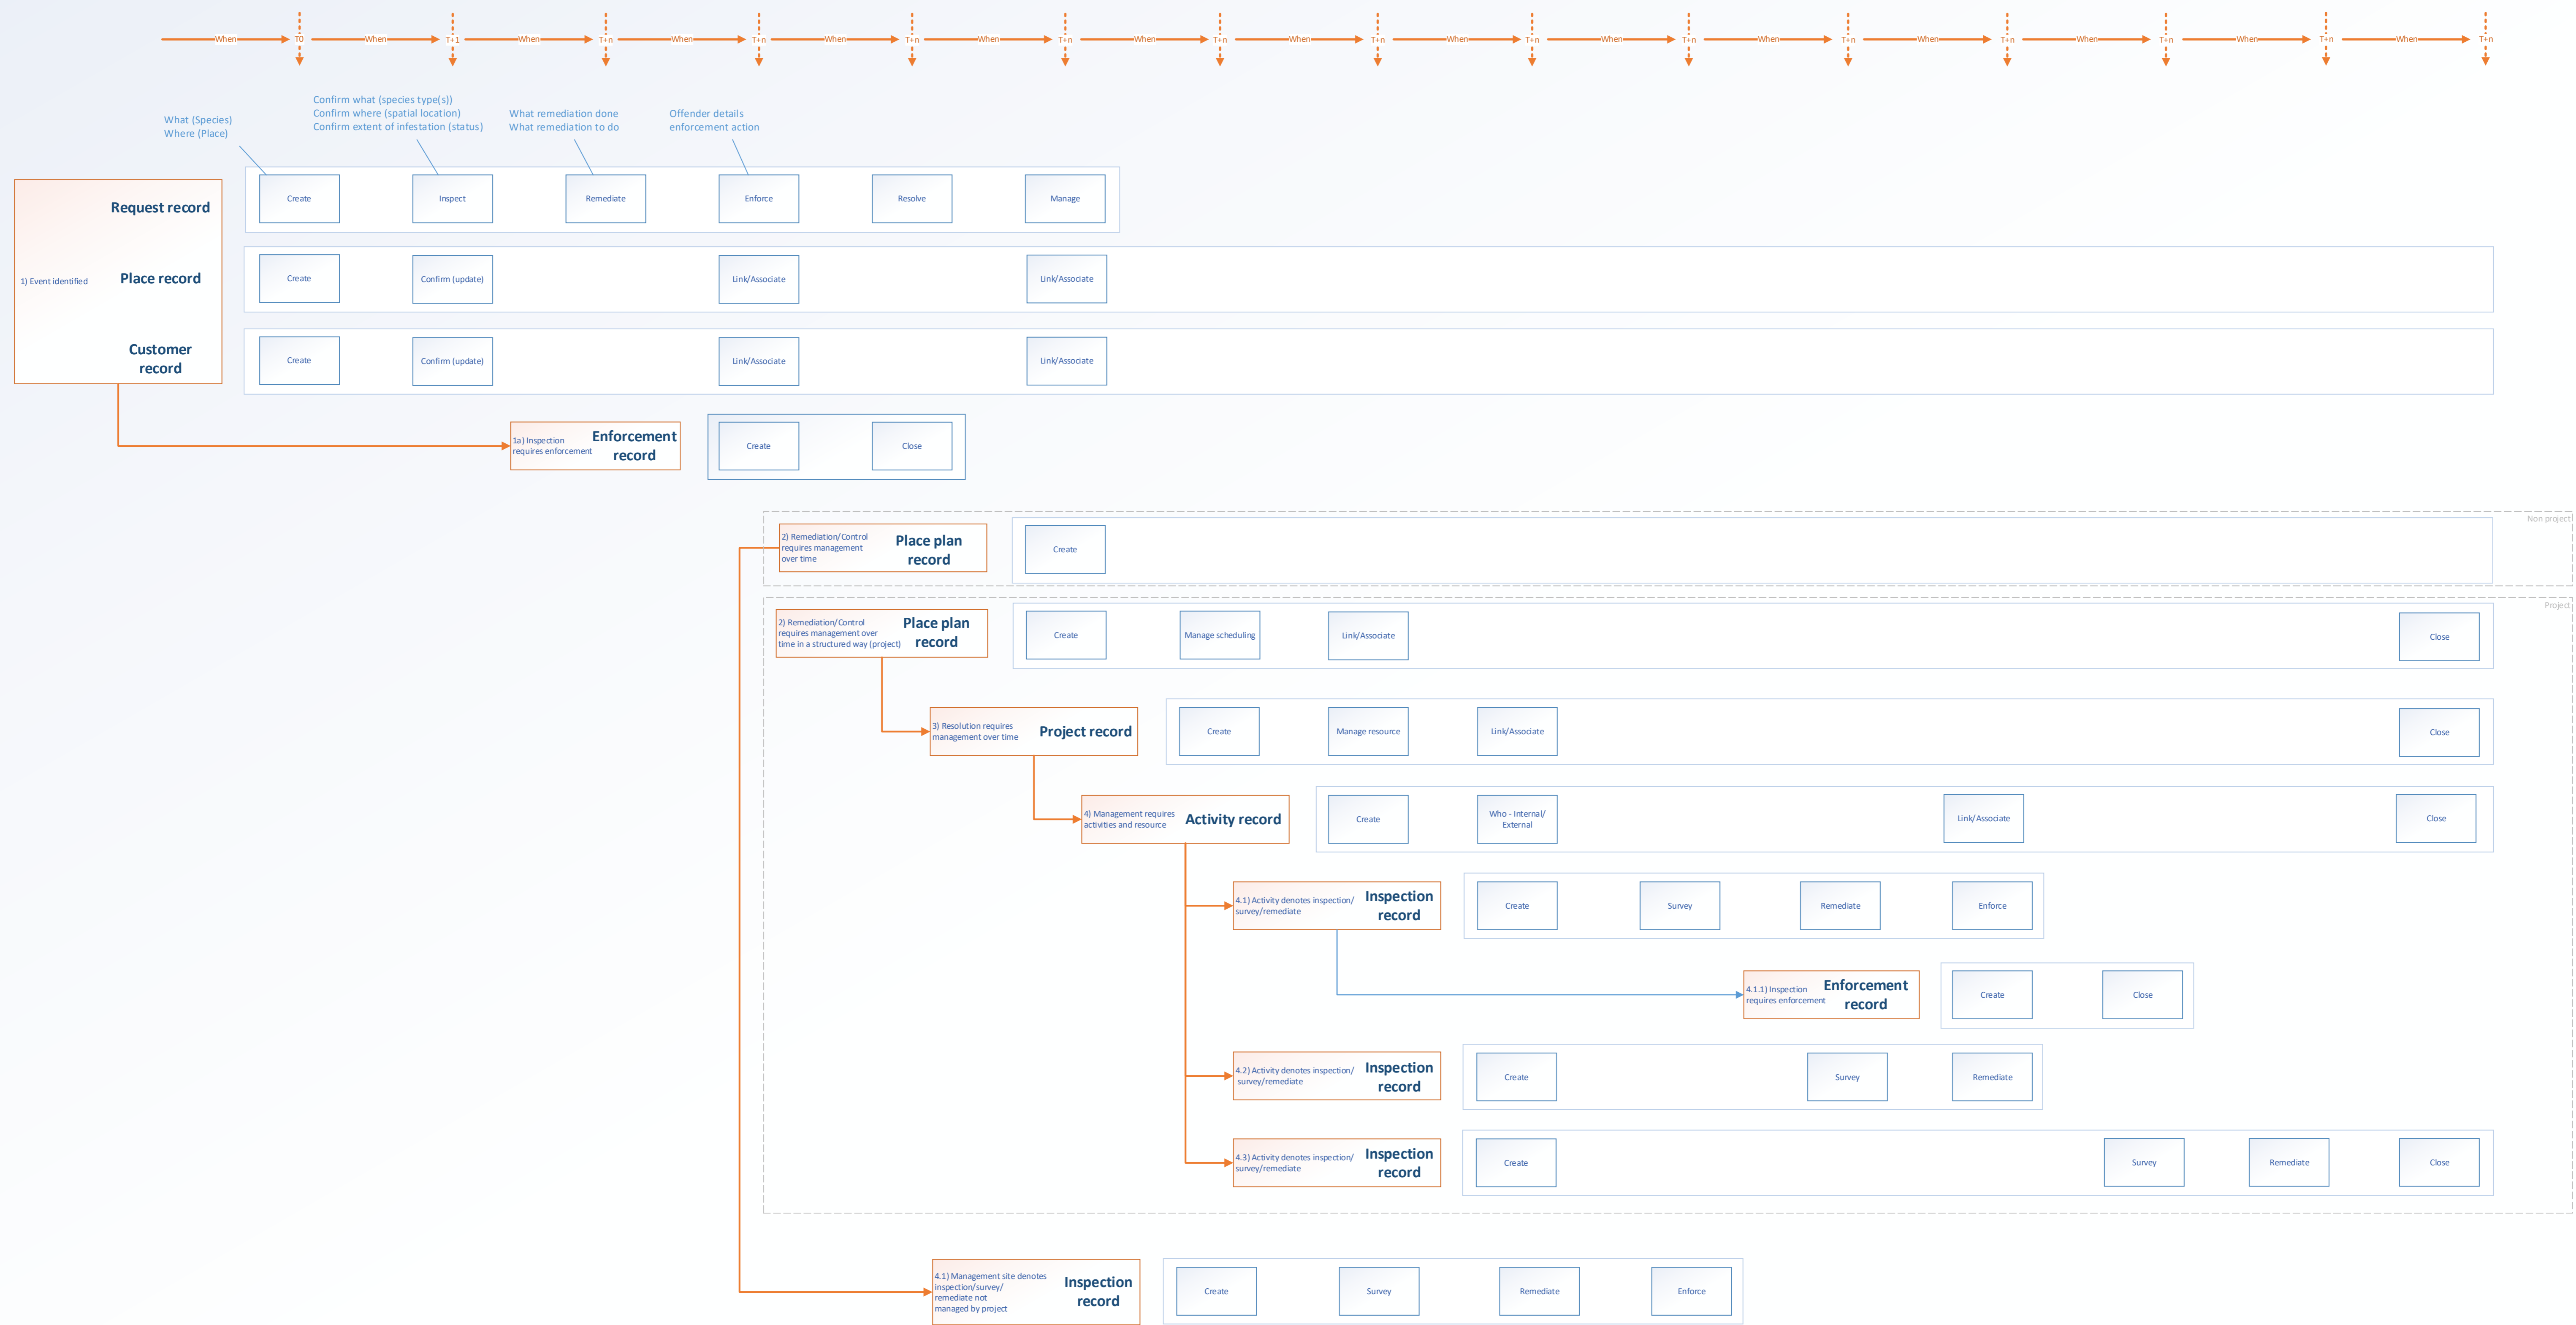 When T0 When T+1 When T+n When T+n When T+n When T+n When T+n When T+n When T+n When T+n When T+n When T+n When T+n When T+n When T+n
What (Species)
Where (Place)
Confirm what (species type(s))
Confirm where (spatial location)
Confirm extent of infestation (status)
What remediation done
What remediation to do
Offender details
enforcement action
1) Event identified
Request record
Create Inspect Remediate Enforce Resolve Manage
Place record
Create Confirm (update) Link/Associate Link/Associate
Customer
record
Create Confirm (update) Link/Associate Link/Associate
1a) Inspection
requires enforcement
Enforcement
record
Create Close
Non project
2) Remediation/Control
requires management
over time
Place plan
record
Create
Project
2) Remediation/Control
requires management over
time in a structured way (project)
Place plan
record
Create Manage scheduling Link/Associate Close
3) Resolution requires
management over time
Project record
Create Manage resource Link/Associate Close
4) Management requires
activities and resource
Activity record
Create
Who - Internal/
External
Link/Associate Close
4.1) Activity denotes inspection/
survey/remediate
Inspection
record
Create Survey Remediate Enforce
4.1.1) Inspection
requires enforcement
Enforcement
record
Create Close
4.2) Activity denotes inspection/
survey/remediate
Inspection
record
Create Survey Remediate
4.3) Activity denotes inspection/
survey/remediate
Inspection
record
Create Survey Remediate Close
4.1) Management site denotes
inspection/survey/
remediate not
managed by project
Inspection
record
Create Survey Remediate Enforce